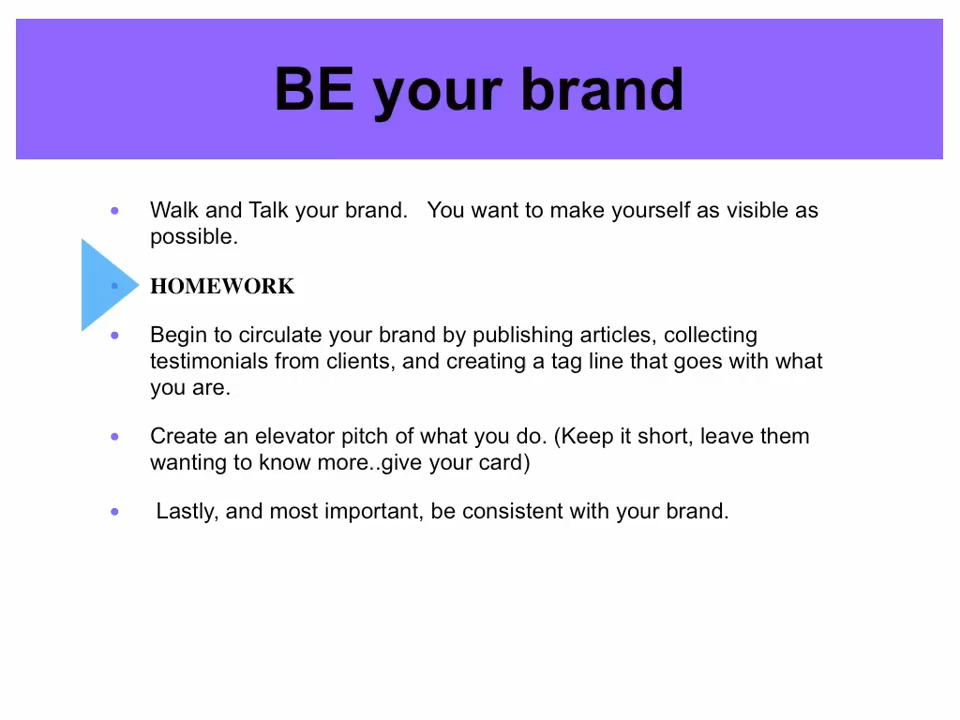 BE your brand
Walk and Talk your brand.   You want to make yourself as visible as
possible.
HOMEWORK
Begin to circulate your brand by publishing articles, collecting
testimonials from clients, and creating a tag line that goes with what
you are.
Create an elevator pitch of what you do. (Keep it short, leave them
wanting to know more..give your card)
Lastly, and most important, be consistent with your brand.